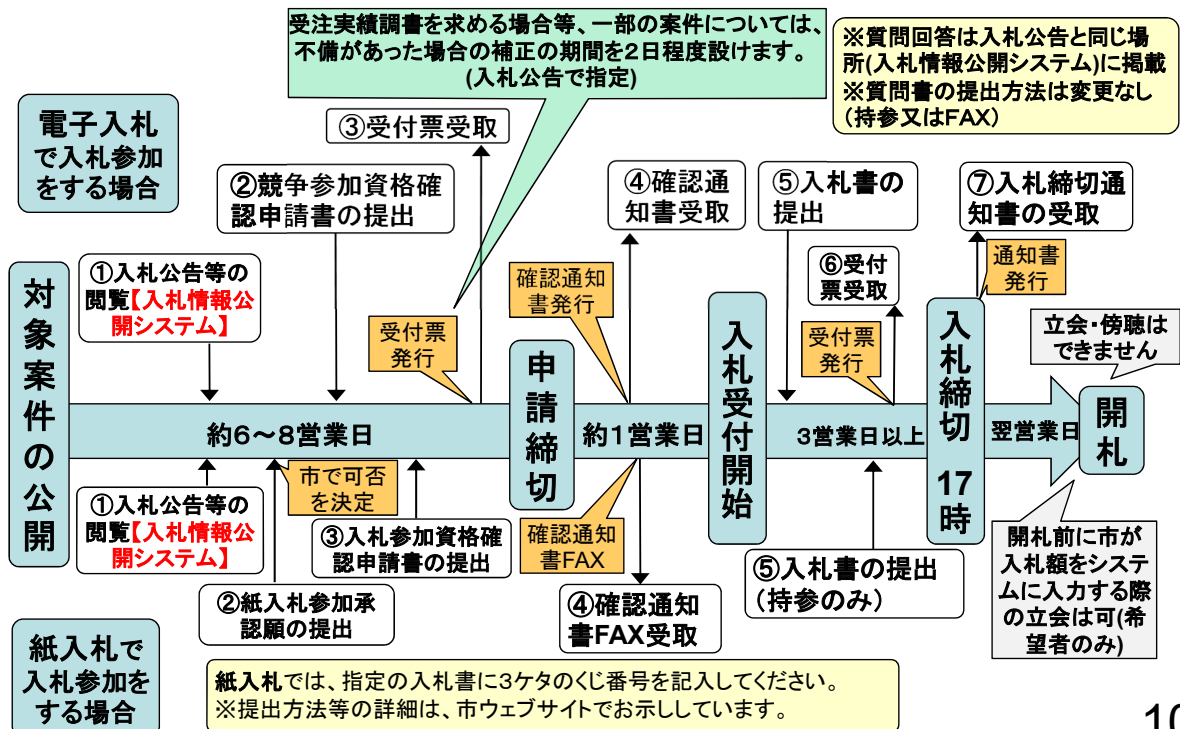 受注実績調書を求める場合等、一部の案件については、
不備があった場合の補正の期間を2日程度設けます。
(入札公告で指定)
※質問回答は入札公告と同じ場
所(入札情報公開システム)に掲載
※質問書の提出方法は変更なし
（持参又はFAX）
電子入札
で入札参加
をする場合
③受付票受取
②競争参加資格確
認申請書の提出
④確認通
知書受取
⑤入札書の
提出
⑦入札締切通
知書の受取
①入札公告等の
閲覧【入札情報公
開システム】
受付票
発行
確認通知
書発行
⑥受付
票受取
受付票
発行
通知書
発行
立会・傍聴は
できません
対象案件の公開
約6～8営業日
申請締切
約1営業日
入札受付開始
3営業日以上
入札締切 17時
翌営業日
開札
①入札公告等の
閲覧【入札情報公
開システム】
市で可否
を決定
③入札参加資格確
認申請書の提出
確認通知
書FAX
②紙入札参加承
認願の提出
④確認通知
書FAX受取
⑤入札書の提出
(持参のみ)
開札前に市が
入札額をシステ
ムに入力する際
の立会は可(希
望者のみ)
紙入札で
入札参加を
する場合
紙入札では、指定の入札書に3ケタのくじ番号を記入してください。
※提出方法等の詳細は、市ウェブサイトでお示ししています。
10